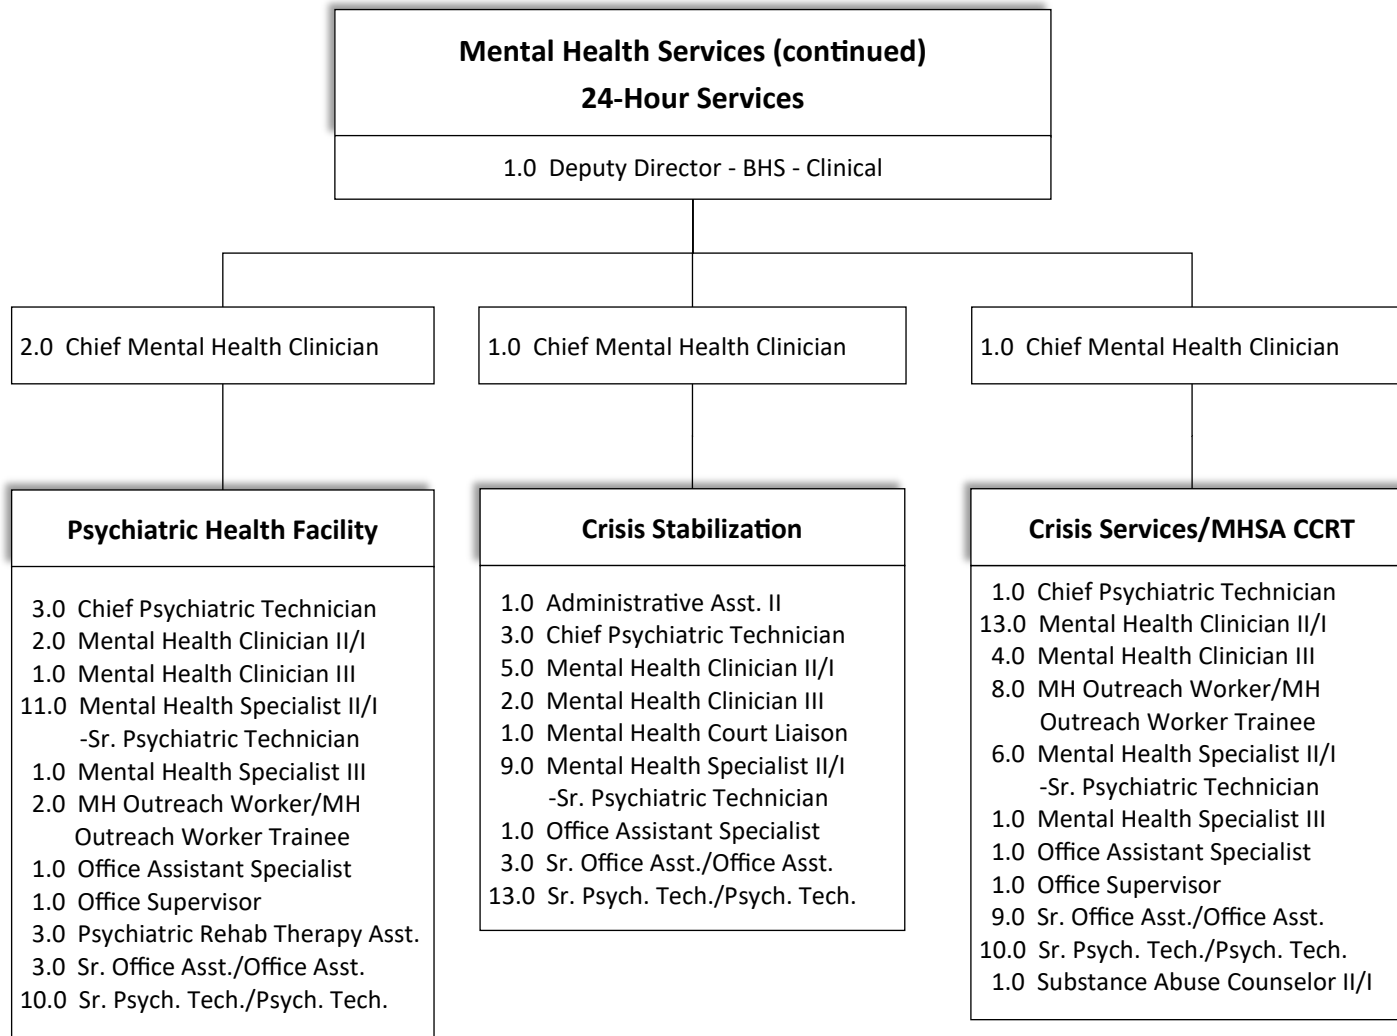 Mental Health Services (continued)
24-Hour Services
1.0 Deputy Director - BHS - Clinical
2.0 Chief Mental Health Clinician
1.0 Chief Mental Health Clinician
1.0 Chief Mental Health Clinician
Psychiatric Health Facility
3.0 Chief Psychiatric Technician
2.0 Mental Health Clinician II/I
1.0 Mental Health Clinician III
11.0 Mental Health Specialist II/I
-Sr. Psychiatric Technician
1.0 Mental Health Specialist III
2.0 MH Outreach Worker/MH
Outreach Worker Trainee
1.0 Office Assistant Specialist
1.0 Office Supervisor
3.0 Psychiatric Rehab Therapy Asst.
3.0 Sr. Office Asst./Office Asst.
10.0 Sr. Psych. Tech./Psych. Tech.
Crisis Stabilization
1.0 Administrative Asst. II
3.0 Chief Psychiatric Technician
5.0 Mental Health Clinician II/I
2.0 Mental Health Clinician III
1.0 Mental Health Court Liaison
9.0 Mental Health Specialist II/I
-Sr. Psychiatric Technician
1.0 Office Assistant Specialist
3.0 Sr. Office Asst./Office Asst.
13.0 Sr. Psych. Tech./Psych. Tech.
Crisis Services/MHSA CCRT
1.0 Chief Psychiatric Technician
13.0 Mental Health Clinician II/I
4.0 Mental Health Clinician III
8.0 MH Outreach Worker/MH
Outreach Worker Trainee
6.0 Mental Health Specialist II/I
-Sr. Psychiatric Technician
1.0 Mental Health Specialist III
1.0 Office Assistant Specialist
1.0 Office Supervisor
9.0 Sr. Office Asst./Office Asst.
10.0 Sr. Psych. Tech./Psych. Tech.
1.0 Substance Abuse Counselor II/I